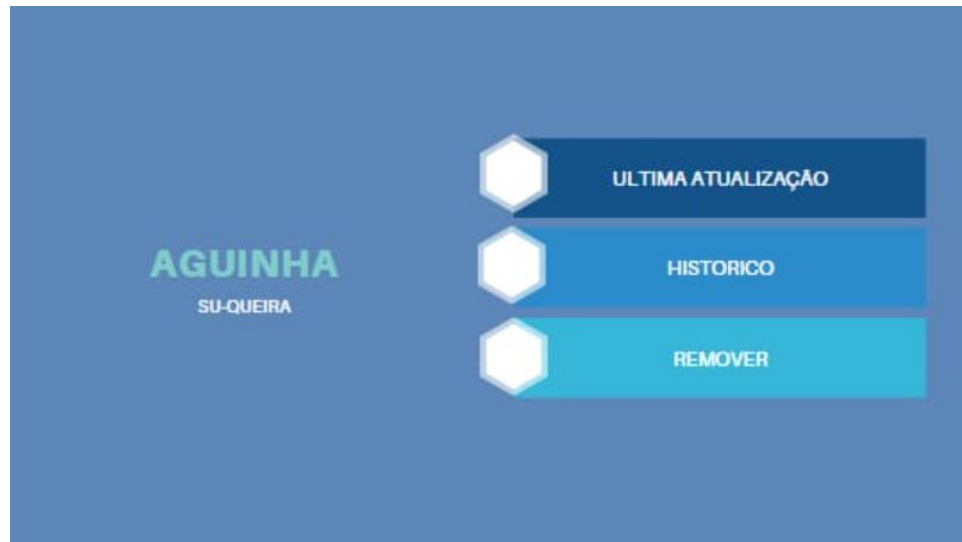 AGUINHA
SU-QUEIRA
ULTIMA ATUALIZAÇÃO
HISTORICO
REMOVER